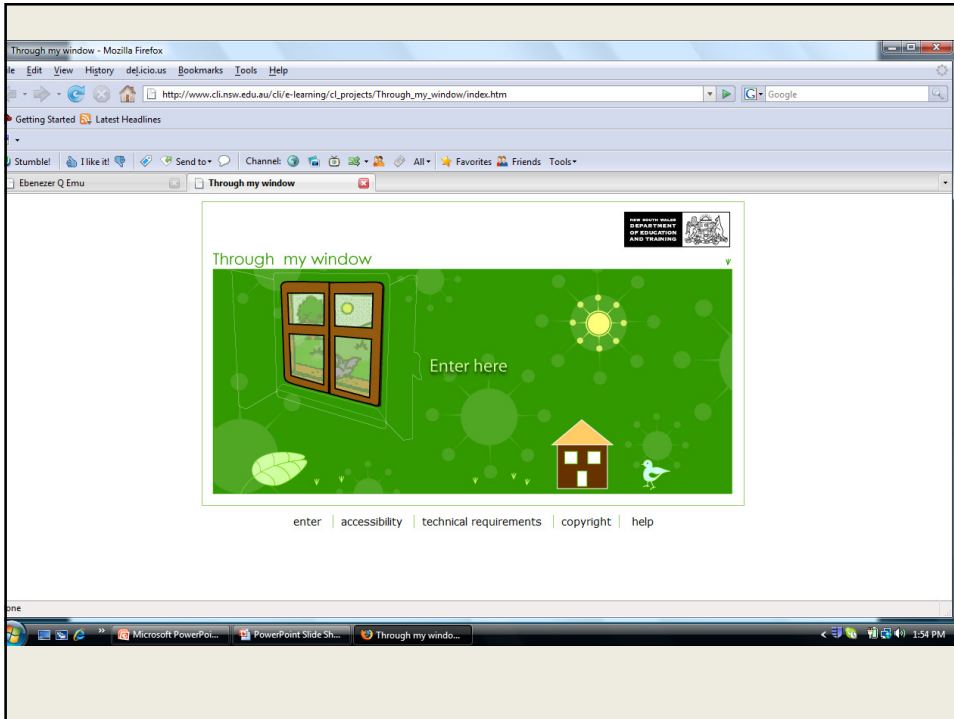 Through my window - Mozilla Firefox
le Edit View History del.icio.us Bookmarks Tools Help
http://www.cli.nsw.edu.au/cli/e-learning/cl_projects/Through_my_window/index.htm
Google
Getting Started Latest Headlines
Stumble! I like it! Send to Channel: All Favorites Friends Tools
Ebenezer Q Emu Through my window
NEW SOUTH WALES
DEPARTMENT
OF EDUCATION
AND TRAINING
Through my window
Enter here
enter accessibility technical requirements copyright help
one
Microsoft PowerPoi... PowerPoint Slide Sh... Through my windo... 1:54 PM